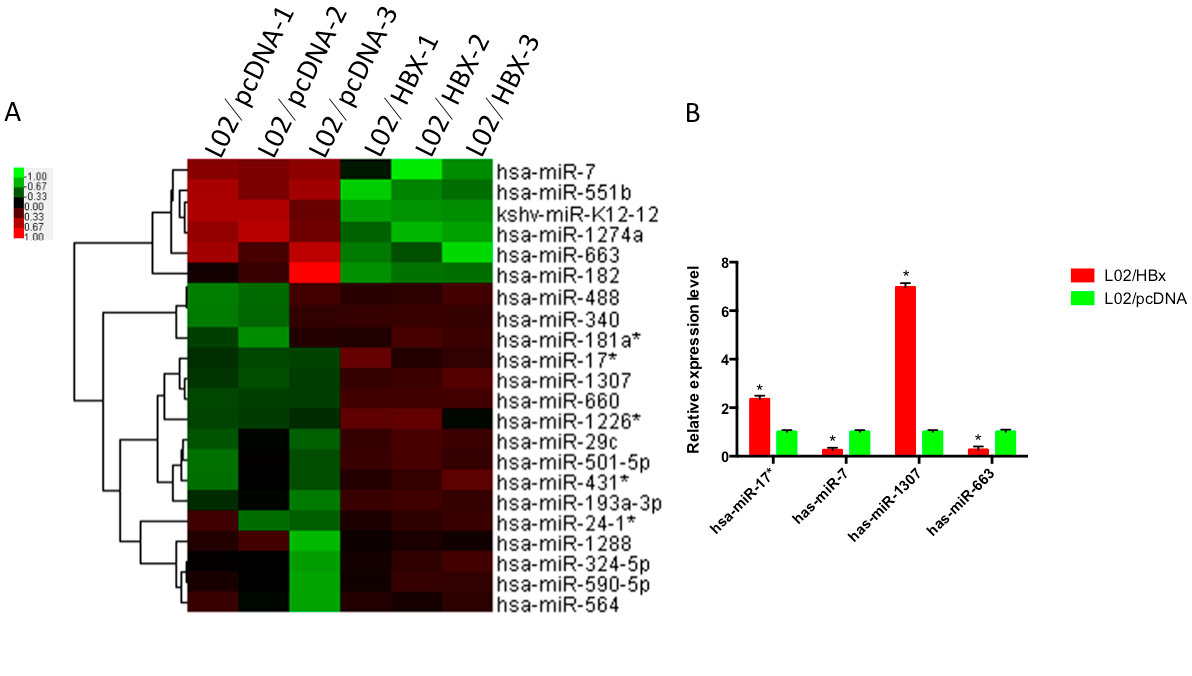 A
L02/pcDNA-1
L02/pcDNA-2
L02/pcDNA-3
L02/HBX-1
L02/HBX-2
L02/HBX-3
-1.00
-0.67
-0.33
0.00
0.33
0.67
1.00
hsa-miR-7
hsa-miR-551b
kshv-miR-K12-12
hsa-miR-1274a
hsa-miR-663
hsa-miR-182
hsa-miR-488
hsa-miR-340
hsa-miR-181a*
hsa-miR-17*
hsa-miR-1307
hsa-miR-660
hsa-miR-1226*
hsa-miR-29c
hsa-miR-501-5p
hsa-miR-431*
hsa-miR-193a-3p
hsa-miR-24-1*
hsa-miR-1288
hsa-miR-324-5p
hsa-miR-590-5p
hsa-miR-564
B
Relative expression level
8
6
4
2
0
*
*
*
*
hsa-miR-17*
has-miR-7
has-miR-1307
has-miR-663
L02/HBx
L02/pcDNA